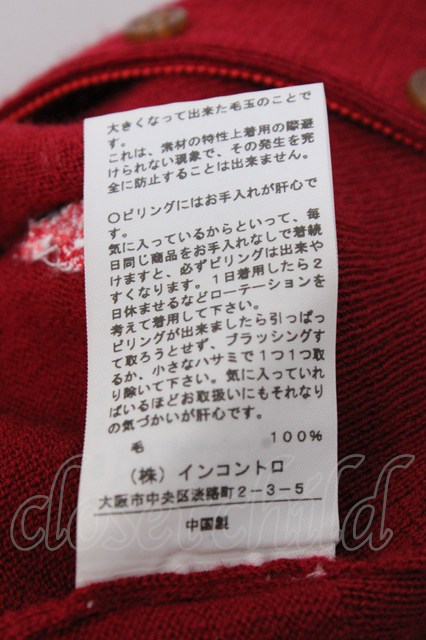 大きくなって出来た毛玉のことで
す。
これは、素材の特性上着用の際避
けられない現象で、その発生を完
全に防止することは出来ません。
〇ピリングにはお手入れが肝心で
す。
気に入っているからといって、毎
日同じ商品をお手入れなしで着続
けますと、必ずピリングは出来や
すくなります。1日着用したら2
日休ませるなどローテーションを
考えて着用して下さい。
ピリングが出来ましたら引っぱっ
て取ろうとせず、ブラッシングす
るか、小さなハサミで1つ1つ取
り除いて下さい。気に入っていれ
ばいるほどお取扱いにもそれなり
の気づかいが肝心です。
毛 100%
(株)インコントロ
大阪市中央区淡路町2-3-5
中国製
closetchild